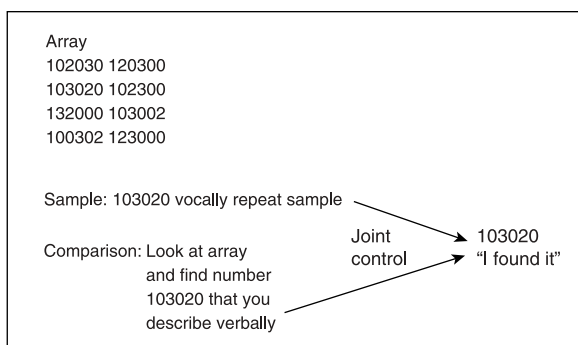 Array
102030 120300
103020 102300
132000 103002
100302 123000
Sample: 103020 vocally repeat sample
Comparison: Look at array
and find number
103020 that you
describe verbally
Joint
control
103020
“I found it”